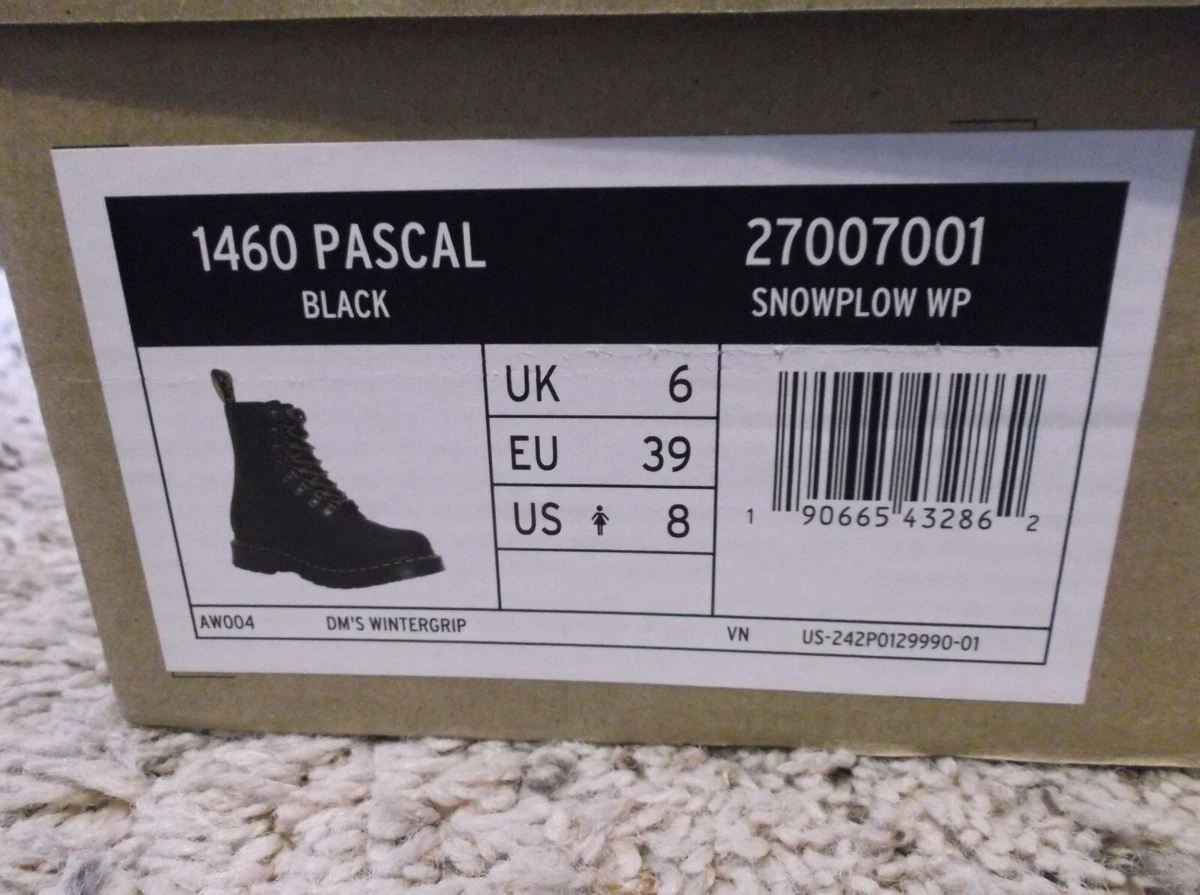 1460 PASCAL
BLACK
27007001
SNOWPLOW WP
UK 6
EU 39
US 8
1 90665 43286 2
AW004 DM'S WINTERGRIP VN US-242P0129990-01